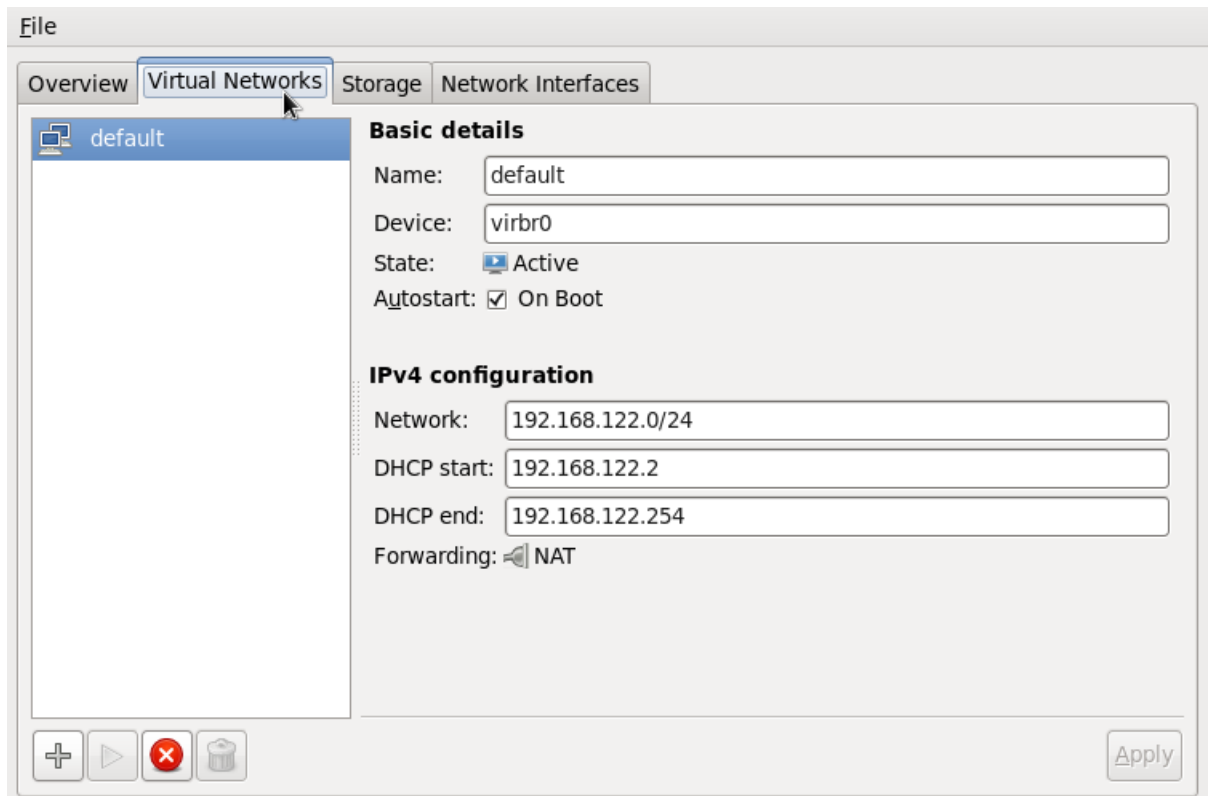 File
Overview Virtual Networks Storage Network Interfaces
default
Basic details
Name: default
Device: virbr0
State: Active
Autostart: On Boot
IPv4 configuration
Network: 192.168.122.0/24
DHCP start: 192.168.122.2
DHCP end: 192.168.122.254
Forwarding: NAT
Apply